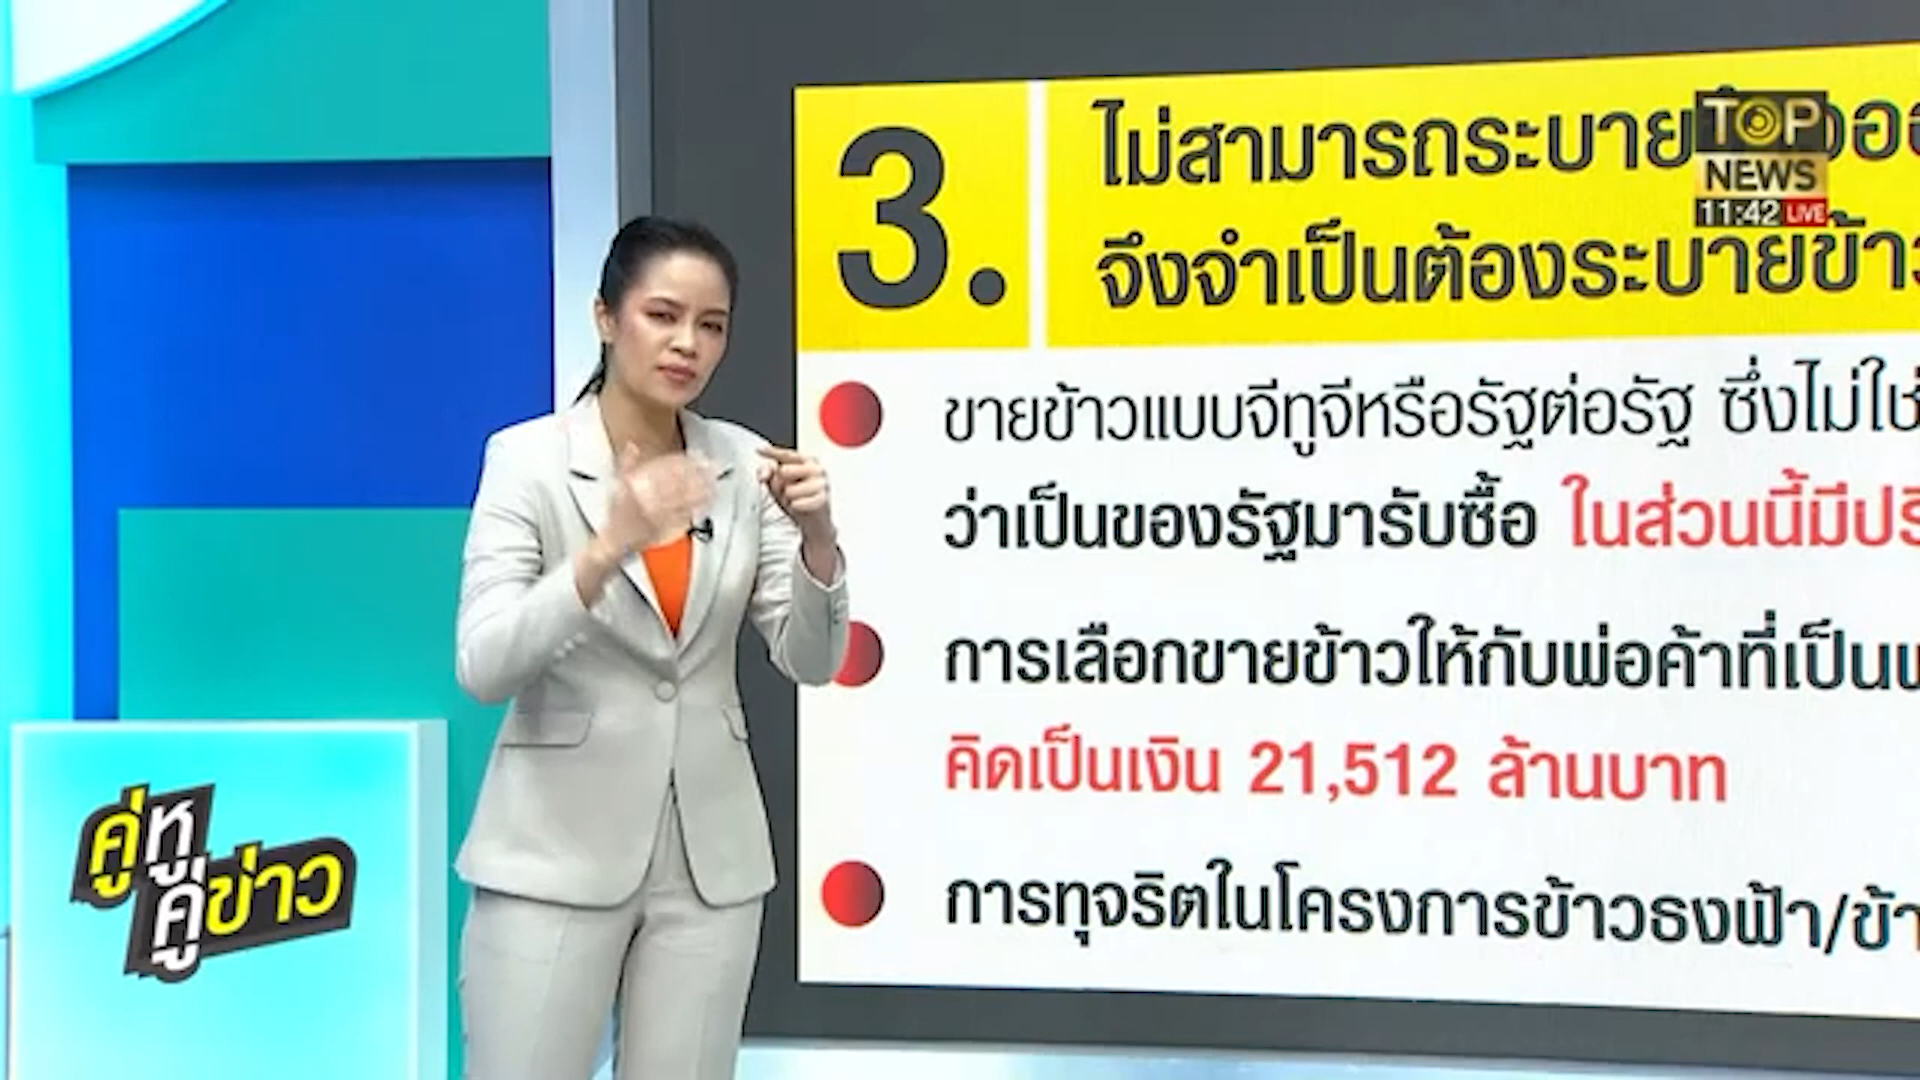 3.
ไม่สามารถระบาย
จึงจำเป็นต้องระบายข้าว
TOP
NEWS
11:42 LIVE
ขายข้าวแบบจีทูจีหรือรัฐต่อรัฐ ซึ่งไม่ใช่
ว่าเป็นของรัฐมารับซื้อ ในส่วนนี้มี
การเลือกขายข้าวให้กับพ่อค้าที่เป็น
คิดเป็นเงิน 21,512 ล้านบาท
การทุจริตในโครงการข้าวธงฟ้า/
คู่หู
คู่ข่าว